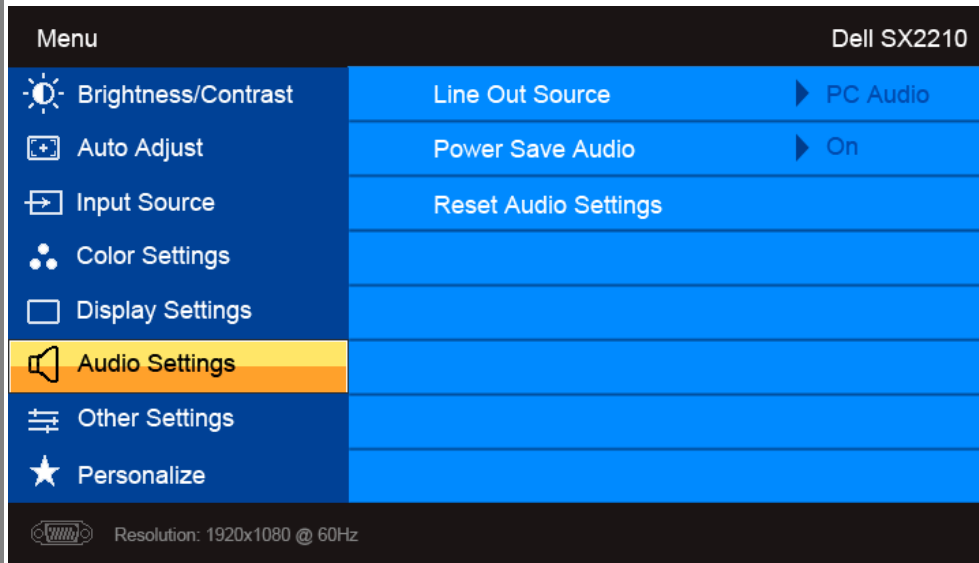 Menu Dell SX2210
Brightness/Contrast Line Out Source PC Audio
Auto Adjust Power Save Audio On
Input Source Reset Audio Settings
Color Settings
Display Settings
Audio Settings
Other Settings
Personalize
Resolution: 1920x1080 @ 60Hz